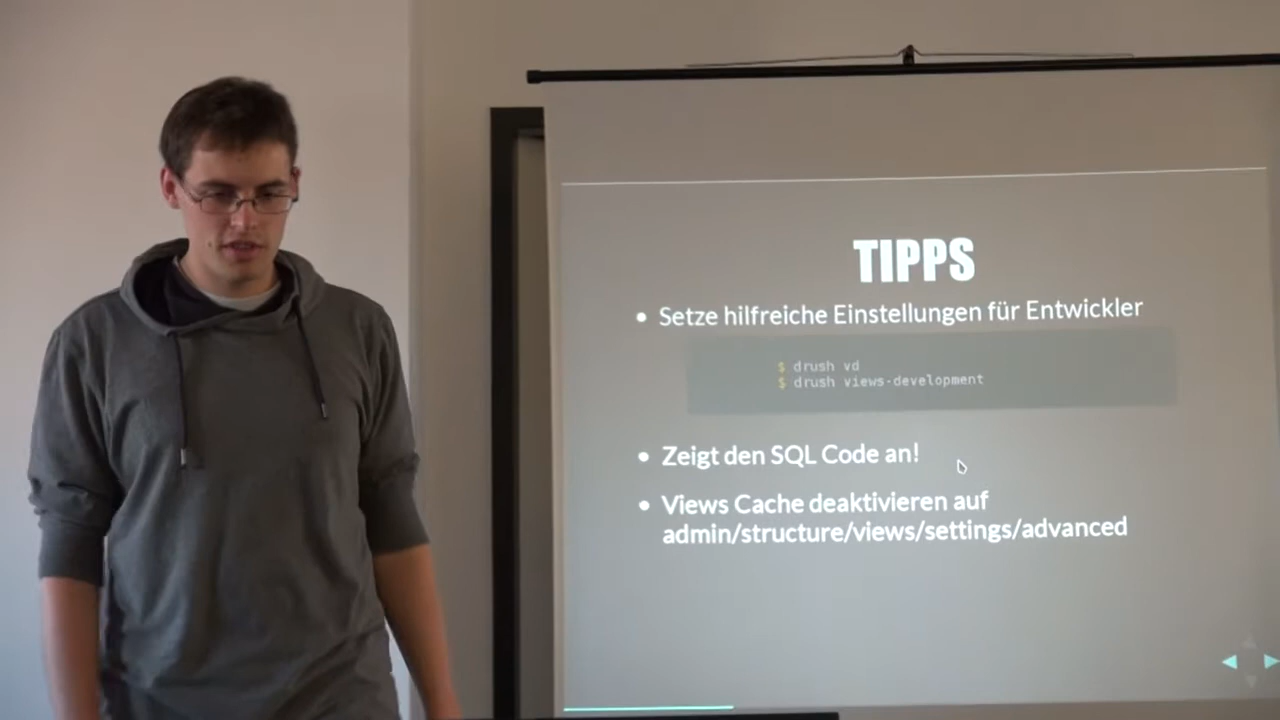 TIPPS
• Setze hilfreiche Einstellungen für Entwickler
$ drush vd
$ drush views-development
• Zeigt den SQL Code an!
• Views Cache deaktivieren auf
admin/structure/views/settings/advanced